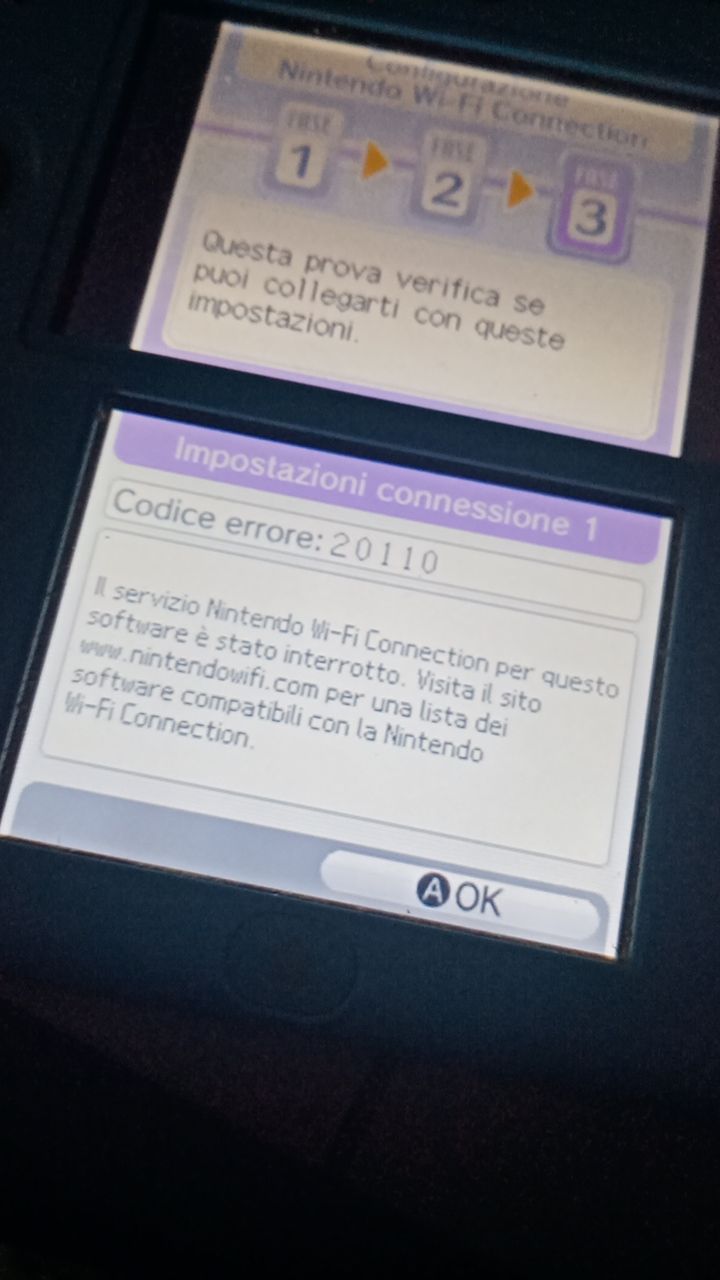 Configurazione
Nintendo Wi-Fi Connection
FASE
1
FASE
2
FASE
3
Questa prova verifica se
puoi collegarti con queste
impostazioni.
Impostazioni connessione 1
Codice errore: 20110
Il servizio Nintendo Wi-Fi Connection per questo
software è stato interrotto. Visita il sito
www.nintendowifi.com per una lista dei
software compatibili con la Nintendo
Wi-Fi Connection.
A OK